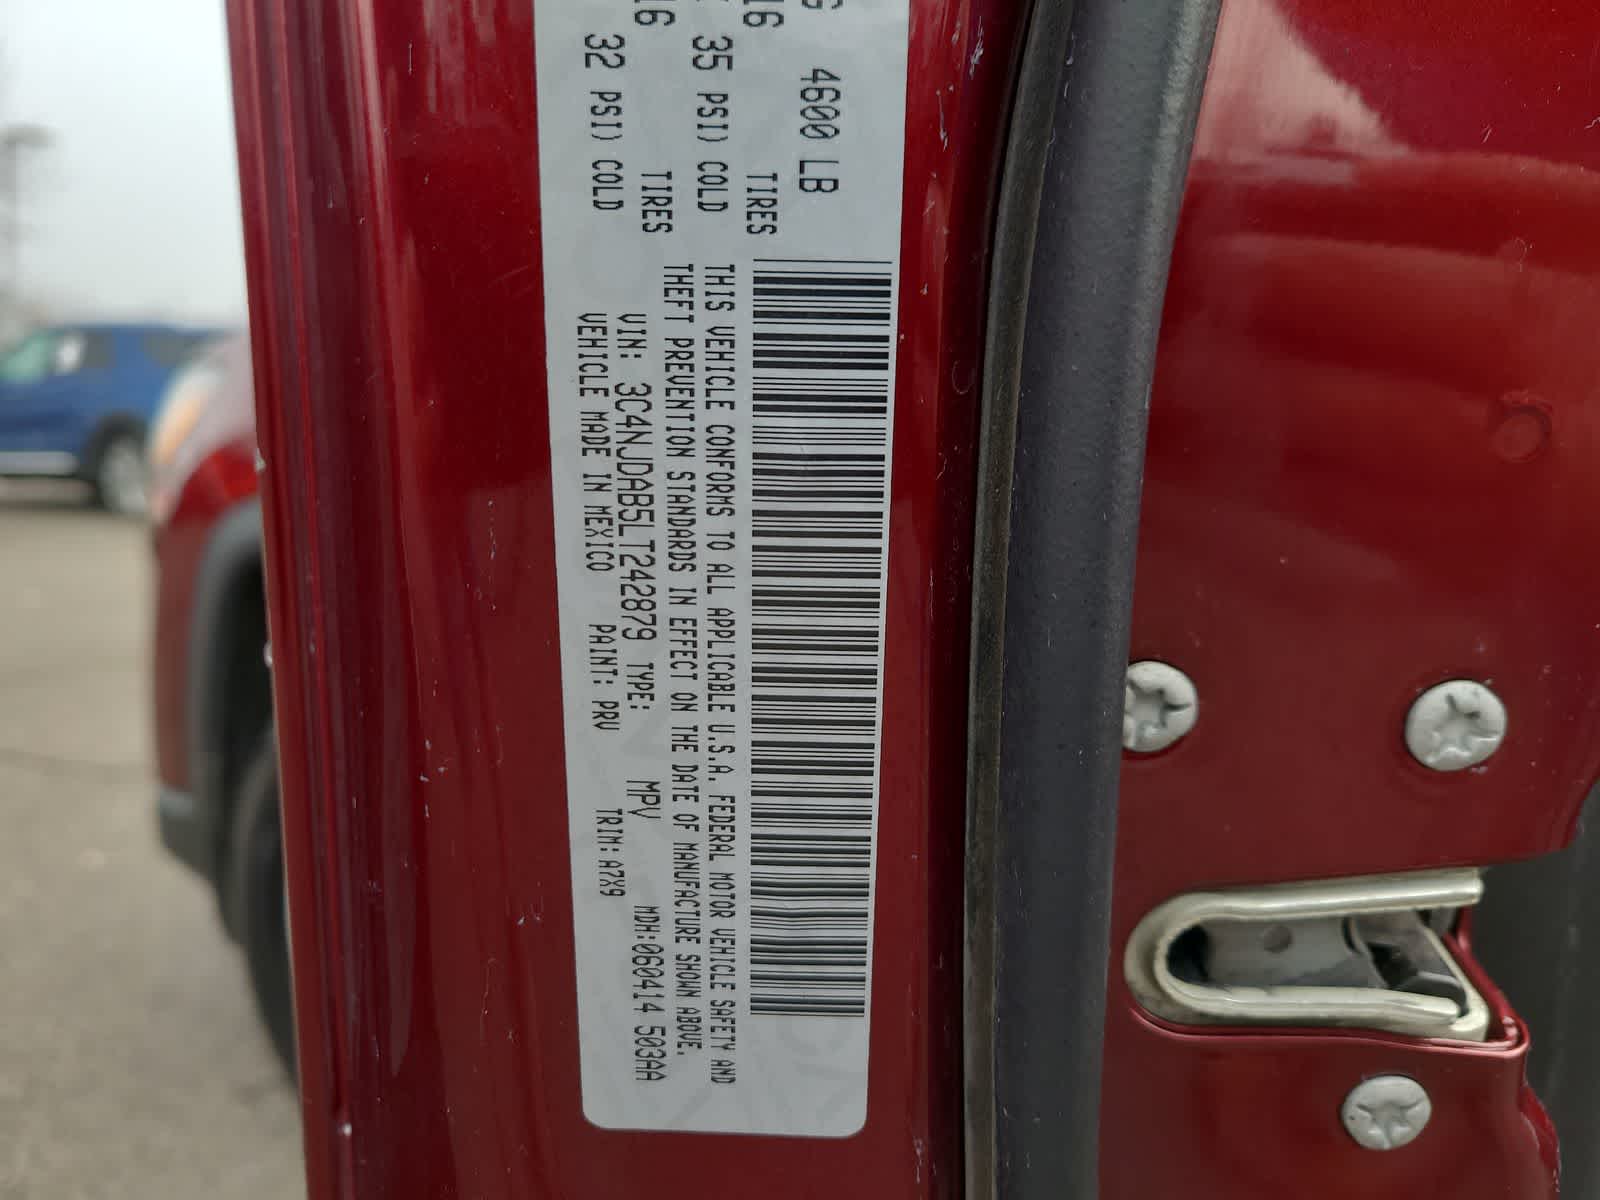 4600 LB
TIRES
35 PSI) COLD
TIRES
32 PSI) COLD
THIS VEHICLE CONFORMS TO ALL APPLICABLE U.S.A. FEDERAL MOTOR VEHICLE SAFETY AND
THEFT PREVENTION STANDARDS IN EFFECT ON THE DATE OF MANUFACTURE SHOWN ABOVE.
VIN: 3C4NJDAB5LT242879 TYPE: MPV MDH:060414 503AA
VEHICLE MADE IN MEXICO PAINT: PRV TRIM: A7X9